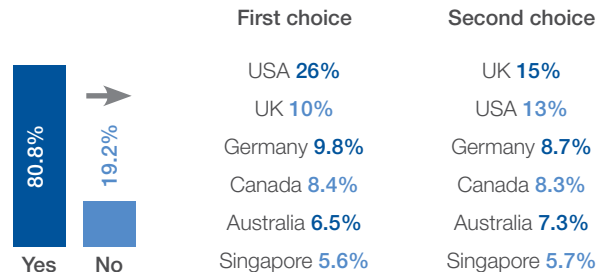 First choice Second choice
USA 26% UK 15%
UK 10% USA 13%
Germany 9.8% Germany 8.7%
Canada 8.4% Canada 8.3%
Australia 6.5% Australia 7.3%
Singapore 5.6% Singapore 5.7%
80.8%
19.2%
Yes No